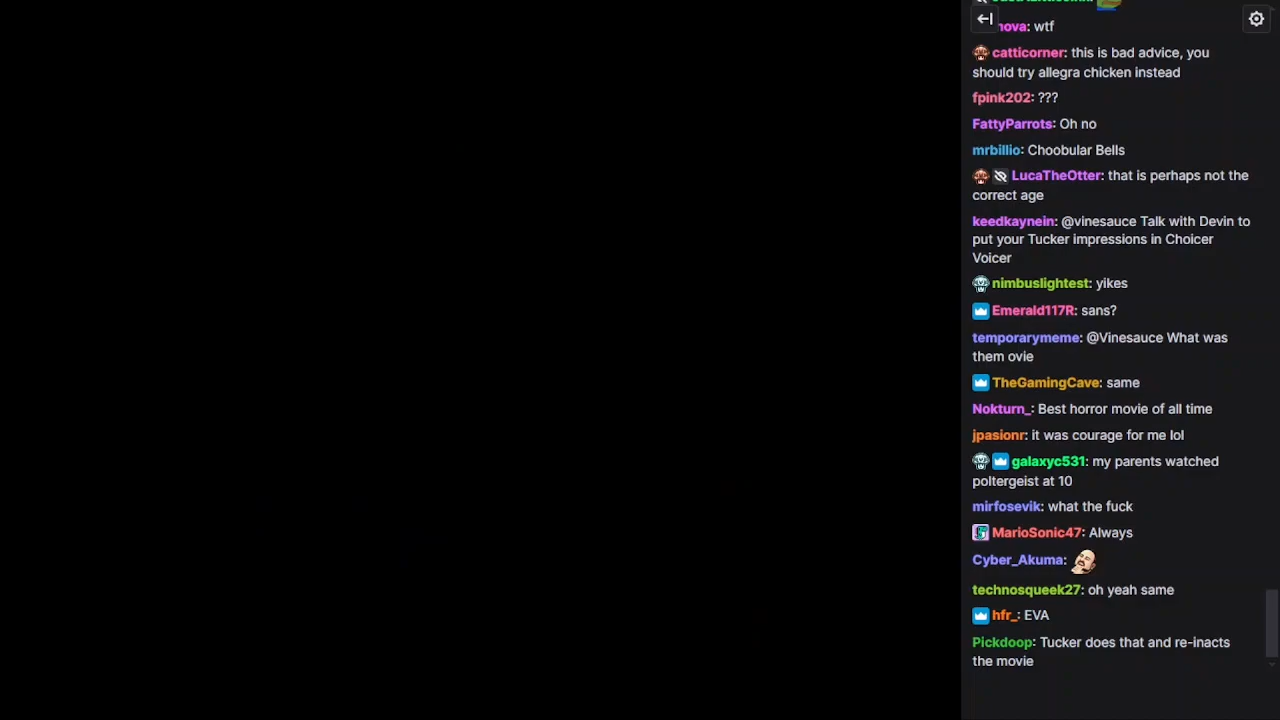 nova: wtf
catticorner: this is bad advice, you
should try allegra chicken instead
fpink202: ???
FattyParrots: Oh no
mrbillio: Choobular Bells
LucaTheOtter: that is perhaps not the
correct age
keedkaynein: @vinesauce Talk with Devin to
put your Tucker impressions in Choicer
Voicer
nimbuslightest: yikes
Emerald117R: sans?
temporarymeme: @Vinesauce What was
them ovie
TheGamingCave: same
Nokturn_: Best horror movie of all time
jpasionr: it was courage for me lol
galaxyc531: my parents watched
poltergeist at 10
mirfosevik: what the fuck
MarioSonic47: Always
Cyber_Akuma:
technosqueek27: oh yeah same
hfr_: EVA
Pickdoop: Tucker does that and re-inacts
the movie